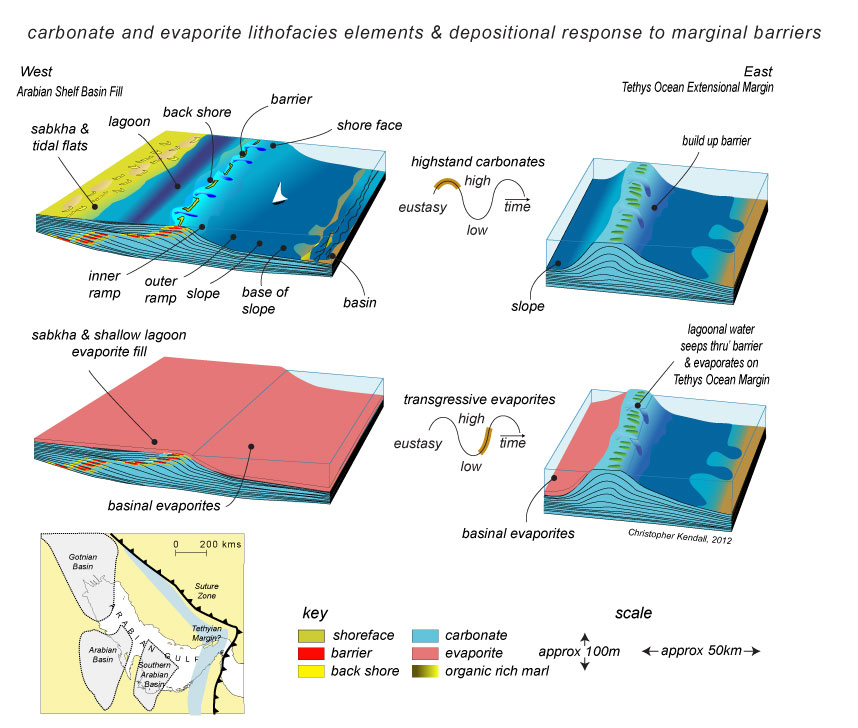 carbonate and evaporite lithofacies elements & depositional response to marginal barriers
West
Arabian Shelf Basin Fill
East
Tethys Ocean Extensional Margin
sabkha &
tidal flats
lagoon
back shore
barrier
shore face
inner
ramp
outer
ramp
slope
base of
slope
basin
highstand carbonates
high
eustasy
time
low
build up barrier
slope
sabkha & shallow lagoon
evaporite fill
basinal evaporites
transgressive evaporites
high
eustasy
time
low
lagoonal water
seeps thru' barrier
& evaporates on
Tethys Ocean Margin
basinal evaporites
Christopher Kendall, 2012
0 200 kms
Gotnian
Basin
Suture
Zone
ARABIAN GULF
Tethyian
Margin?
Arabian
Basin
Southern
Arabian
Basin
key
shoreface
barrier
back shore
carbonate
evaporite
organic rich marl
scale
approx 100m
approx 50km